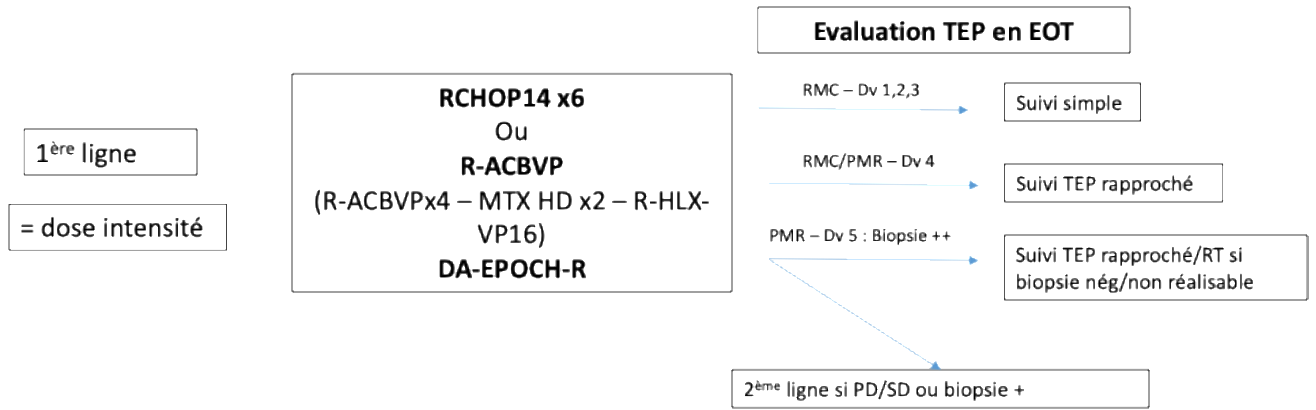 Evaluation TEP en EOT
1ère ligne
= dose intensité
RCHOP14 x6
Ou
R-ACBVP
(R-ACBVPx4 – MTX HD x2 – R-HLX-
VP16)
DA-EPOCH-R
RMC – Dv 1,2,3
Suivi simple
RMC/PMR – Dv 4
Suivi TEP rapproché
PMR – Dv 5 : Biopsie ++
Suivi TEP rapproché/RT si
biopsie nég/non réalisable
2ème ligne si PD/SD ou biopsie +